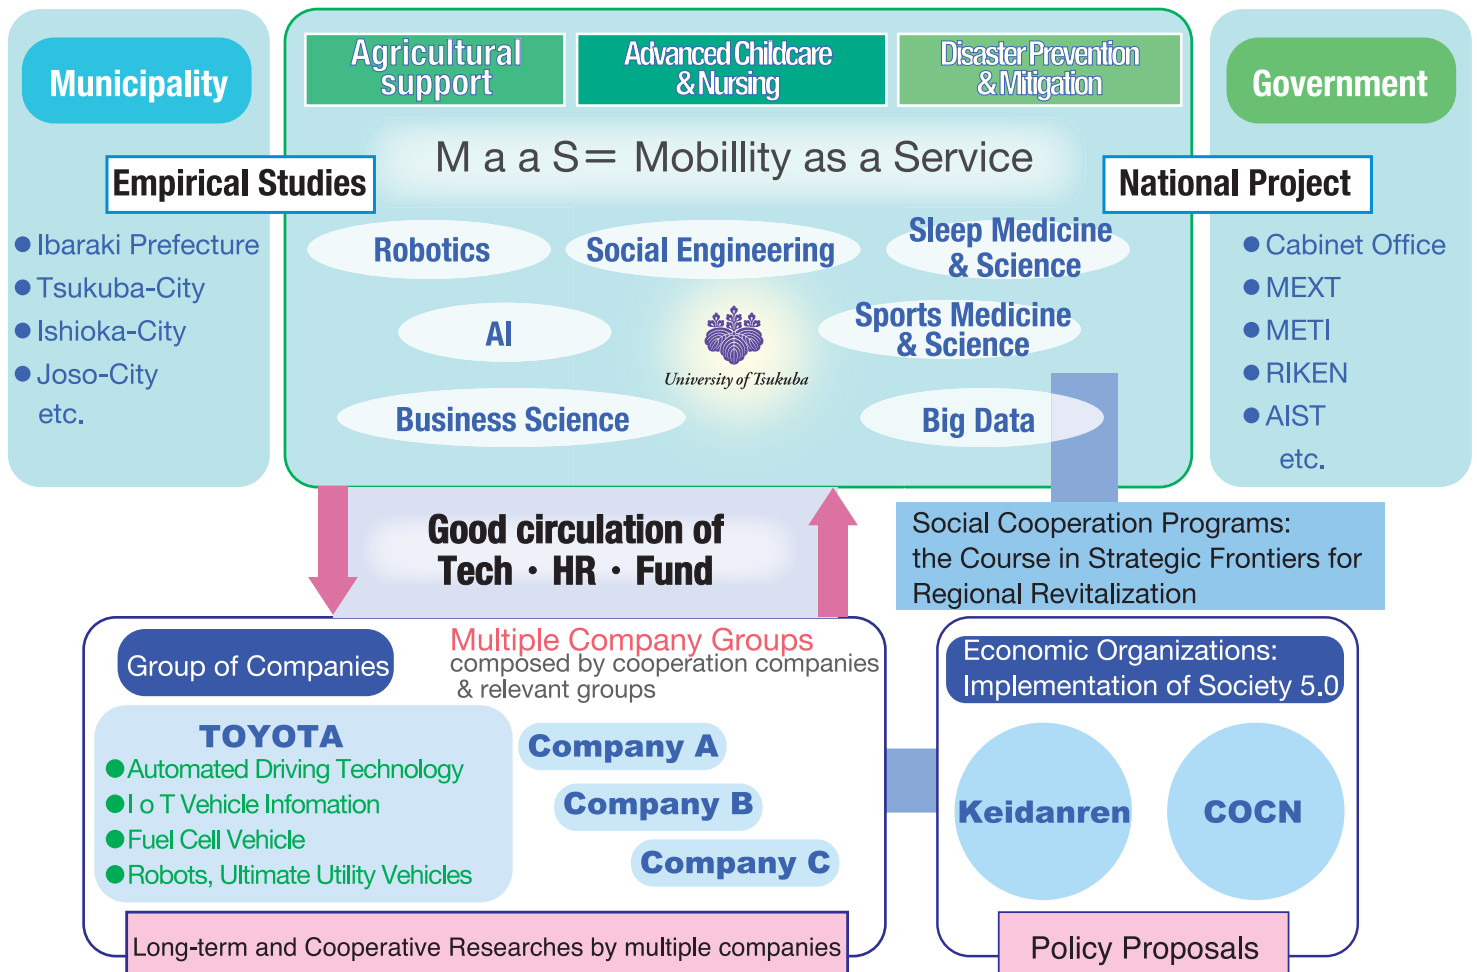 Municipality
Empirical Studies
● Ibaraki Prefecture
● Tsukuba-City
● Ishioka-City
● Joso-City
etc.
Agricultural
support
Advanced Childcare
& Nursing
Disaster Prevention
& Mitigation
M a a S = Mobillity as a Service
Robotics
Social Engineering
Sleep Medicine
& Science
AI
Sports Medicine
& Science
University of Tsukuba
Business Science
Big Data
Government
National Project
● Cabinet Office
● MEXT
● METI
● RIKEN
● AIST
etc.
Good circulation of
Tech・HR・Fund
Social Cooperation Programs:
the Course in Strategic Frontiers for
Regional Revitalization
Group of Companies
Multiple Company Groups
composed by cooperation companies
& relevant groups
TOYOTA
● Automated Driving Technology
● I o T Vehicle Infomation
● Fuel Cell Vehicle
● Robots, Ultimate Utility Vehicles
Company A
Company B
Company C
Long-term and Cooperative Researches by multiple companies
Economic Organizations:
Implementation of Society 5.0
Keidanren
COCN
Policy Proposals